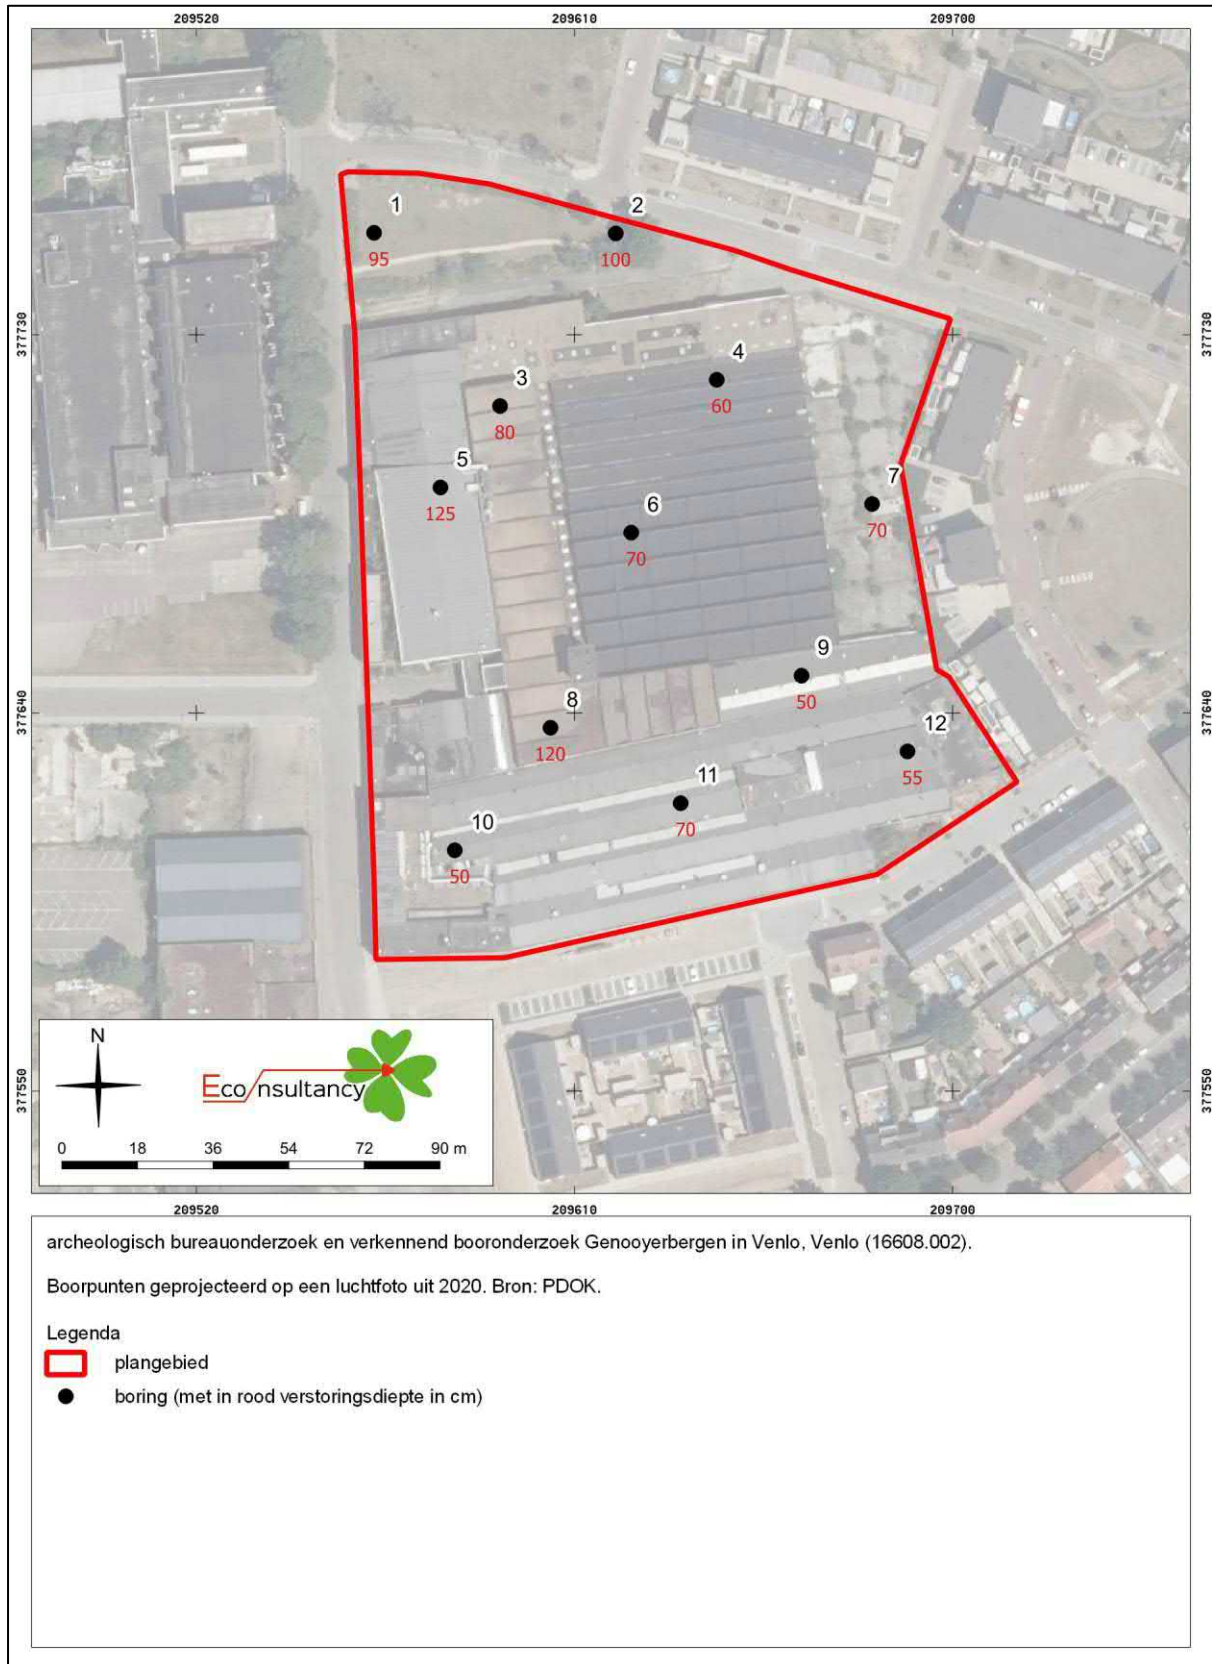 209520 209610 209700
1
95
2
100
377730 377730
3
80
4
60
5
125
6
70
7
70
8
120
9
50
377640 377640
10
50
11
70
12
55
N
Econsultancy
377550 377550
0 18 36 54 72 90 m
209520 209610 209700
archeologisch bureauonderzoek en verkennend booronderzoek Genooyerbergen in Venlo, Venlo (16608.002).
Boorpunten geprojecteerd op een luchtfoto uit 2020. Bron: PDOK.
Legenda
plangebied
boring (met in rood verstoringsdiepte in cm)